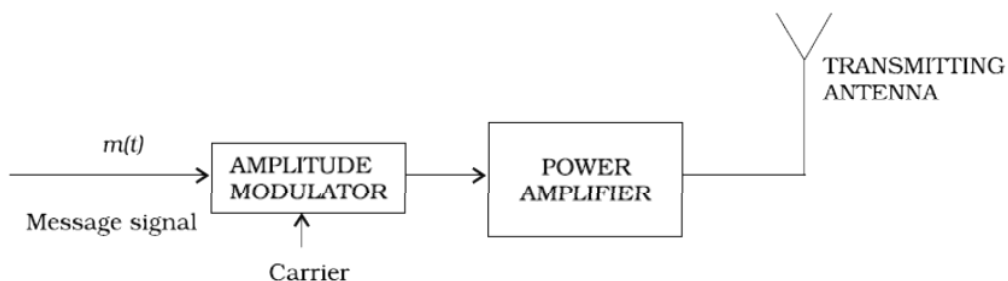 m(t)
Message signal
AMPLITUDE
MODULATOR
Carrier
POWER
AMPLIFIER
TRANSMITTING
ANTENNA